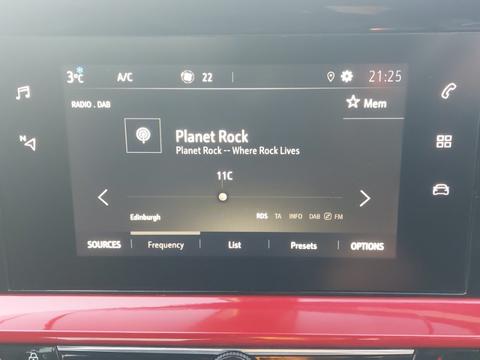 3°C A/C 22 21:25
RADIO . DAB
Mem
Planet Rock
Planet Rock -- Where Rock Lives
11C
Edinburgh RDS TA INFO DAB FM
SOURCES Frequency List Presets OPTIONS
N